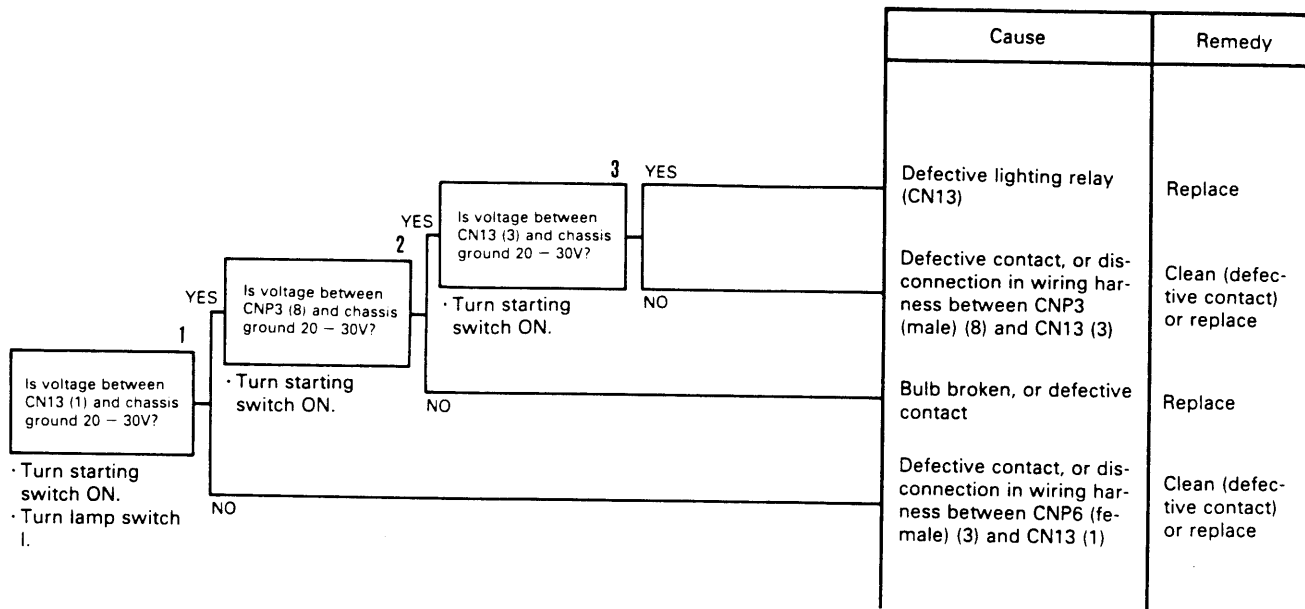 Cause
Remedy
3
YES
Defective lighting relay
(CN13)
Replace
Is voltage between
CN13 (3) and chassis
ground 20 – 30V?
YES
2
NO
· Turn starting
switch ON.
Defective contact, or dis-
connection in wiring har-
ness between CNP3
(male) (8) and CN13 (3)
Clean (defec-
tive contact)
or replace
Is voltage between
CNP3 (8) and chassis
ground 20 – 30V?
YES
1
NO
· Turn starting
switch ON.
Bulb broken, or defective
contact
Replace
Is voltage between
CN13 (1) and chassis
ground 20 – 30V?
NO
· Turn starting
switch ON.
· Turn lamp switch
I.
Defective contact, or dis-
connection in wiring har-
ness between CNP6 (fe-
male) (3) and CN13 (1)
Clean (defec-
tive contact)
or replace